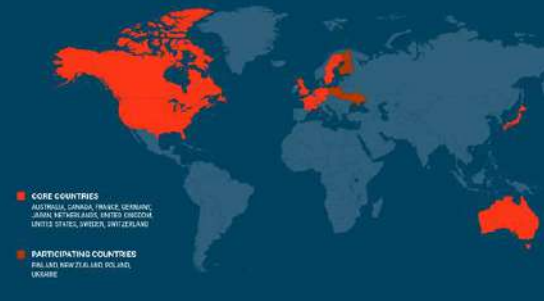 CORE COUNTRIES
AUSTRALIA, CANADA, FRANCE, GERMANY,
JAPAN, NETHERLANDS, UNITED KINGDOM,
UNITED STATES, SWEDEN, SWITZERLAND
PARTICIPATING COUNTRIES
FINLAND, NEW ZEALAND, POLAND,
UKRAINE